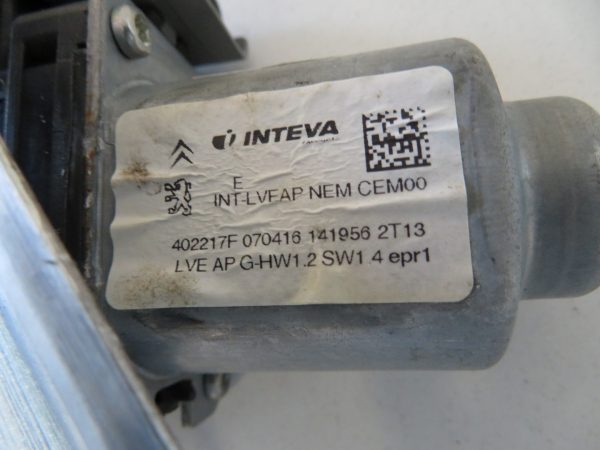 INTEVA
E
INT-LVEAP NEM CEM00
402217F 070416 141956 2T13
LVE AP G-HW1.2 SW1.4 epr1